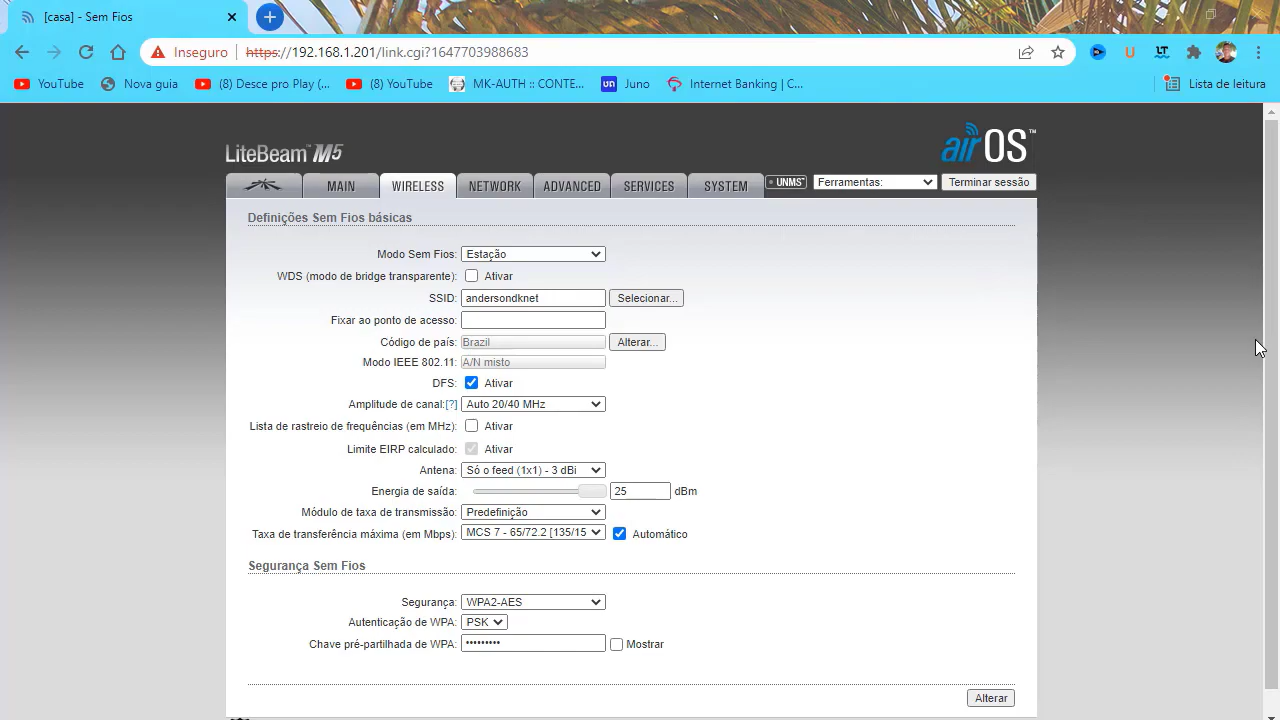 [casa] - Sem Fios
Inseguro https://192.168.1.201/link.cgi?1647703988683
YouTube Nova guia (8) Desce pro Play (... (8) YouTube MK-AUTH :: CONTE... Juno Internet Banking | C... Lista de leitura
LiteBeam™ M5 airOS™
MAIN WIRELESS NETWORK ADVANCED SERVICES SYSTEM UNMS™ Ferramentas: Terminar sessão
Definições Sem Fios básicas
Modo Sem Fios: Estação
WDS (modo de bridge transparente): Ativar
SSID: andersondknet Selecionar...
Fixar ao ponto de acesso:
Código de país: Brazil Alterar...
Modo IEEE 802.11: A/N misto
DFS: Ativar
Amplitude de canal:[?] Auto 20/40 MHz
Lista de rastreio de frequências (em MHz): Ativar
Limite EIRP calculado: Ativar
Antena: Só o feed (1x1) - 3 dBi
Energia de saída: 25 dBm
Módulo de taxa de transmissão: Predefinição
Taxa de transferência máxima (em Mbps): MCS 7 - 65/72.2 [135/15 Automático
Segurança Sem Fios
Segurança: WPA2-AES
Autenticação de WPA: PSK
Chave pré-partilhada de WPA: ••••••••• Mostrar
Alterar